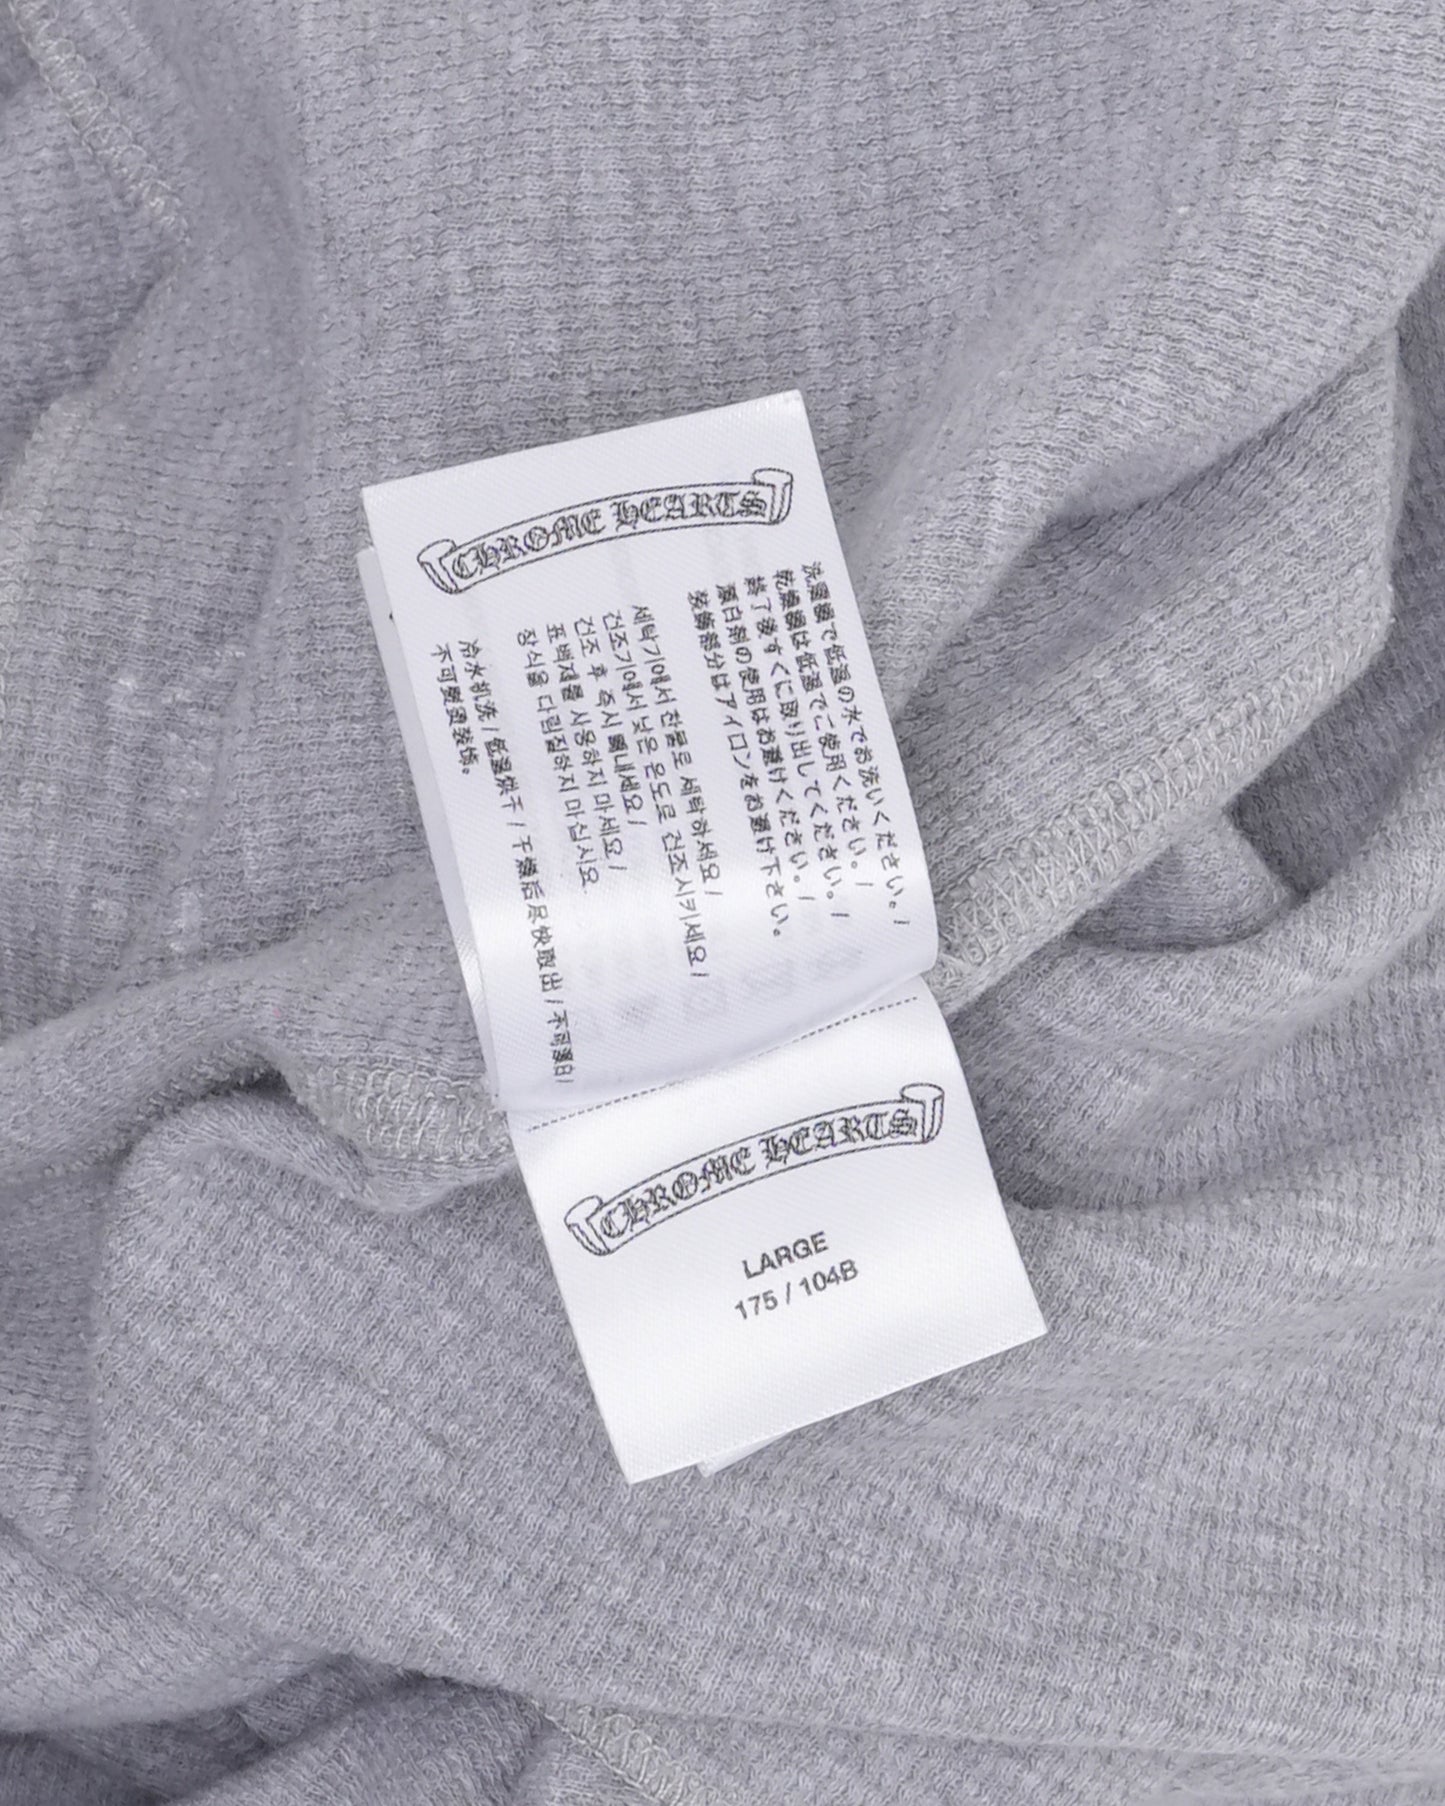 CHROME HEARTS
洗濯機で低温の水でお洗いください。/
乾燥機は低温でご使用ください。/
終了後すぐに取り出してください。/
漂白剤の使用はお避けください。/
装飾部分はアイロンをお避け下さい。
세탁기에서 찬물로 세탁하세요 /
건조기에서 낮은 온도로 건조시키세요 /
건조 후 즉시 빼내세요 /
표백제를 사용하지 마세요 /
장식을 다림질하지 마십시오
冷水机洗 / 低温烘干 / 干燥后尽快取出 / 不可漂白 /
不可熨烫装饰。
CHROME HEARTS
LARGE
175 / 104B